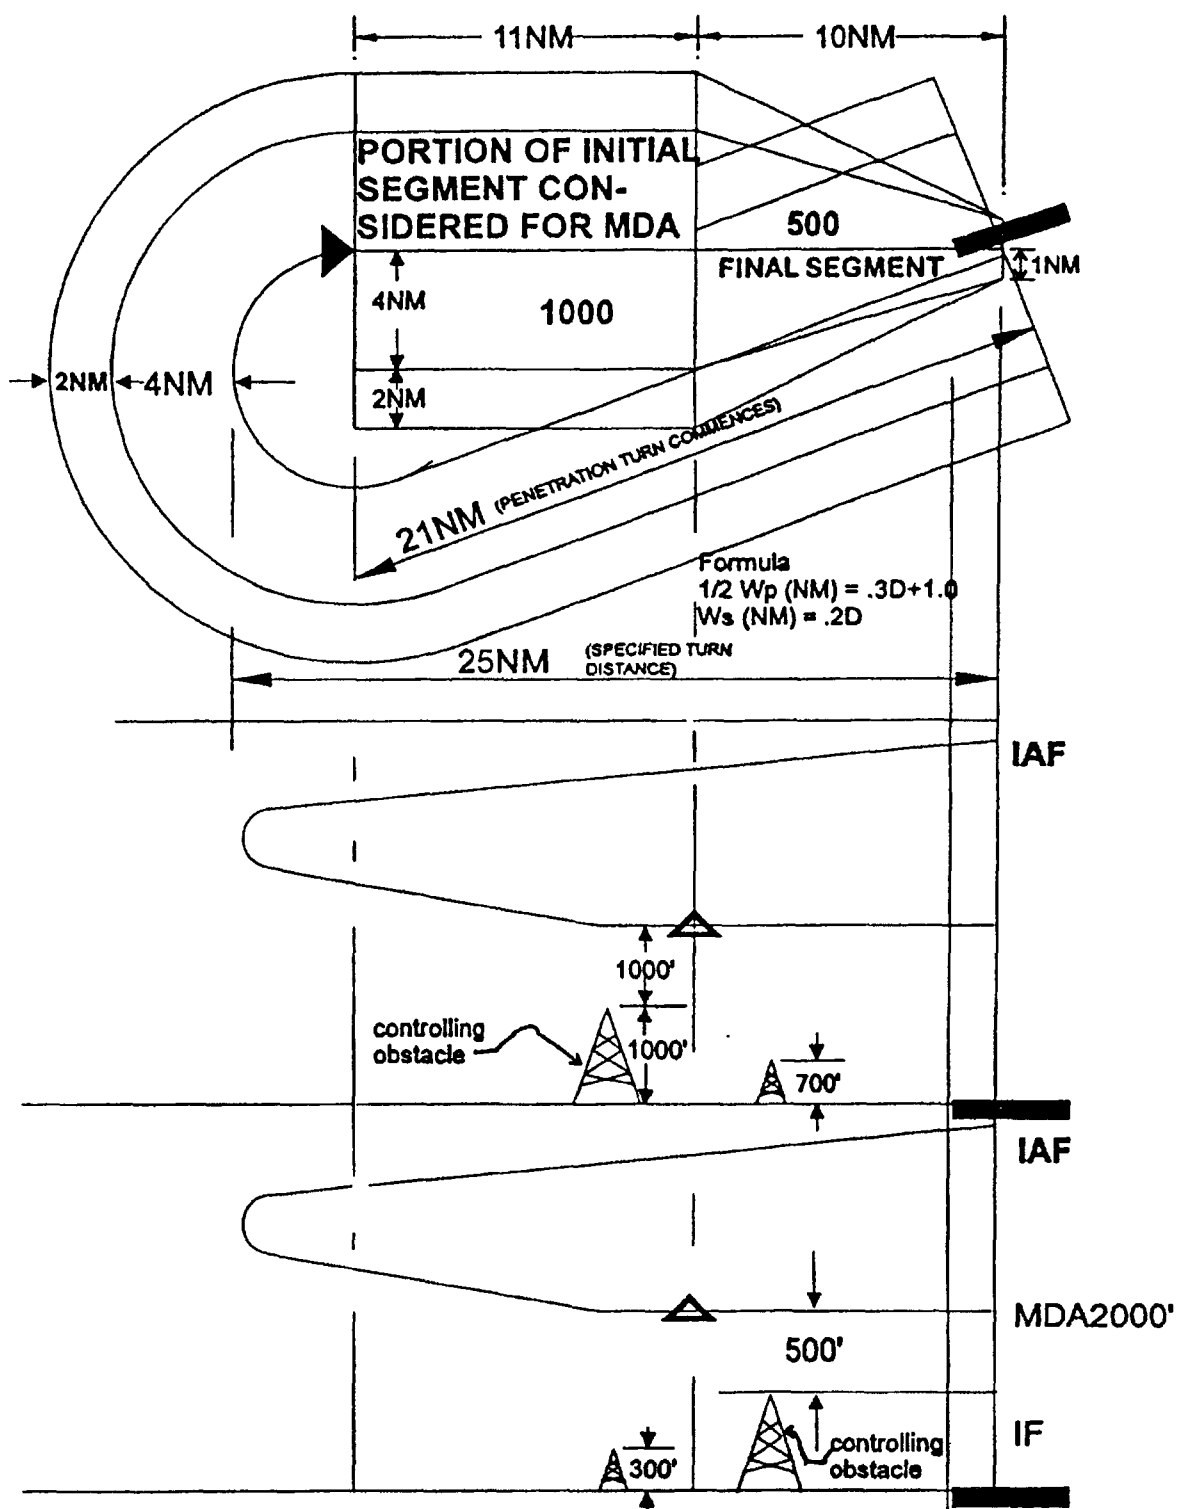 11NM
10NM
PORTION OF INITIAL
SEGMENT CON-
SIDERED FOR MDA
500
FINAL SEGMENT
1NM
4NM
1000
2NM
4NM
2NM
21NM (PENETRATION TURN COMMENCES)
Formula
1/2 Wp (NM) = .3D+1.0
Ws (NM) = .2D
25NM
(SPECIFIED TURN
DISTANCE)
IAF
1000'
controlling
obstacle
1000'
700'
IAF
MDA2000'
500'
IF
controlling
obstacle
300'